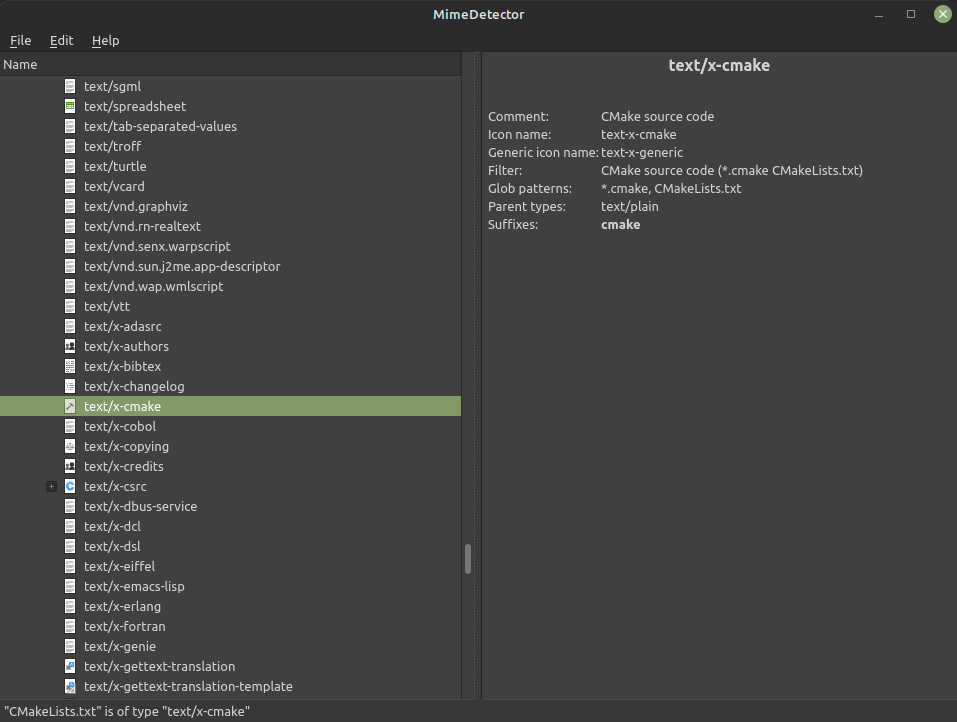 MimeDetector
File Edit Help
Name
text/sgml
text/spreadsheet
text/tab-separated-values
text/troff
text/turtle
text/vcard
text/vnd.graphviz
text/vnd.rn-realtext
text/vnd.senx.warpscript
text/vnd.sun.j2me.app-descriptor
text/vnd.wap.wmlscript
text/vtt
text/x-adasrc
text/x-authors
text/x-bibtex
text/x-changelog
text/x-cmake
text/x-cobol
text/x-copying
text/x-credits
text/x-csrc
text/x-dbus-service
text/x-dcl
text/x-dsl
text/x-eiffel
text/x-emacs-lisp
text/x-erlang
text/x-fortran
text/x-genie
text/x-gettext-translation
text/x-gettext-translation-template
text/x-cmake
Comment: CMake source code
Icon name: text-x-cmake
Generic icon name: text-x-generic
Filter: CMake source code (*.cmake CMakeLists.txt)
Glob patterns: *.cmake, CMakeLists.txt
Parent types: text/plain
Suffixes: cmake
"CMakeLists.txt" is of type "text/x-cmake"